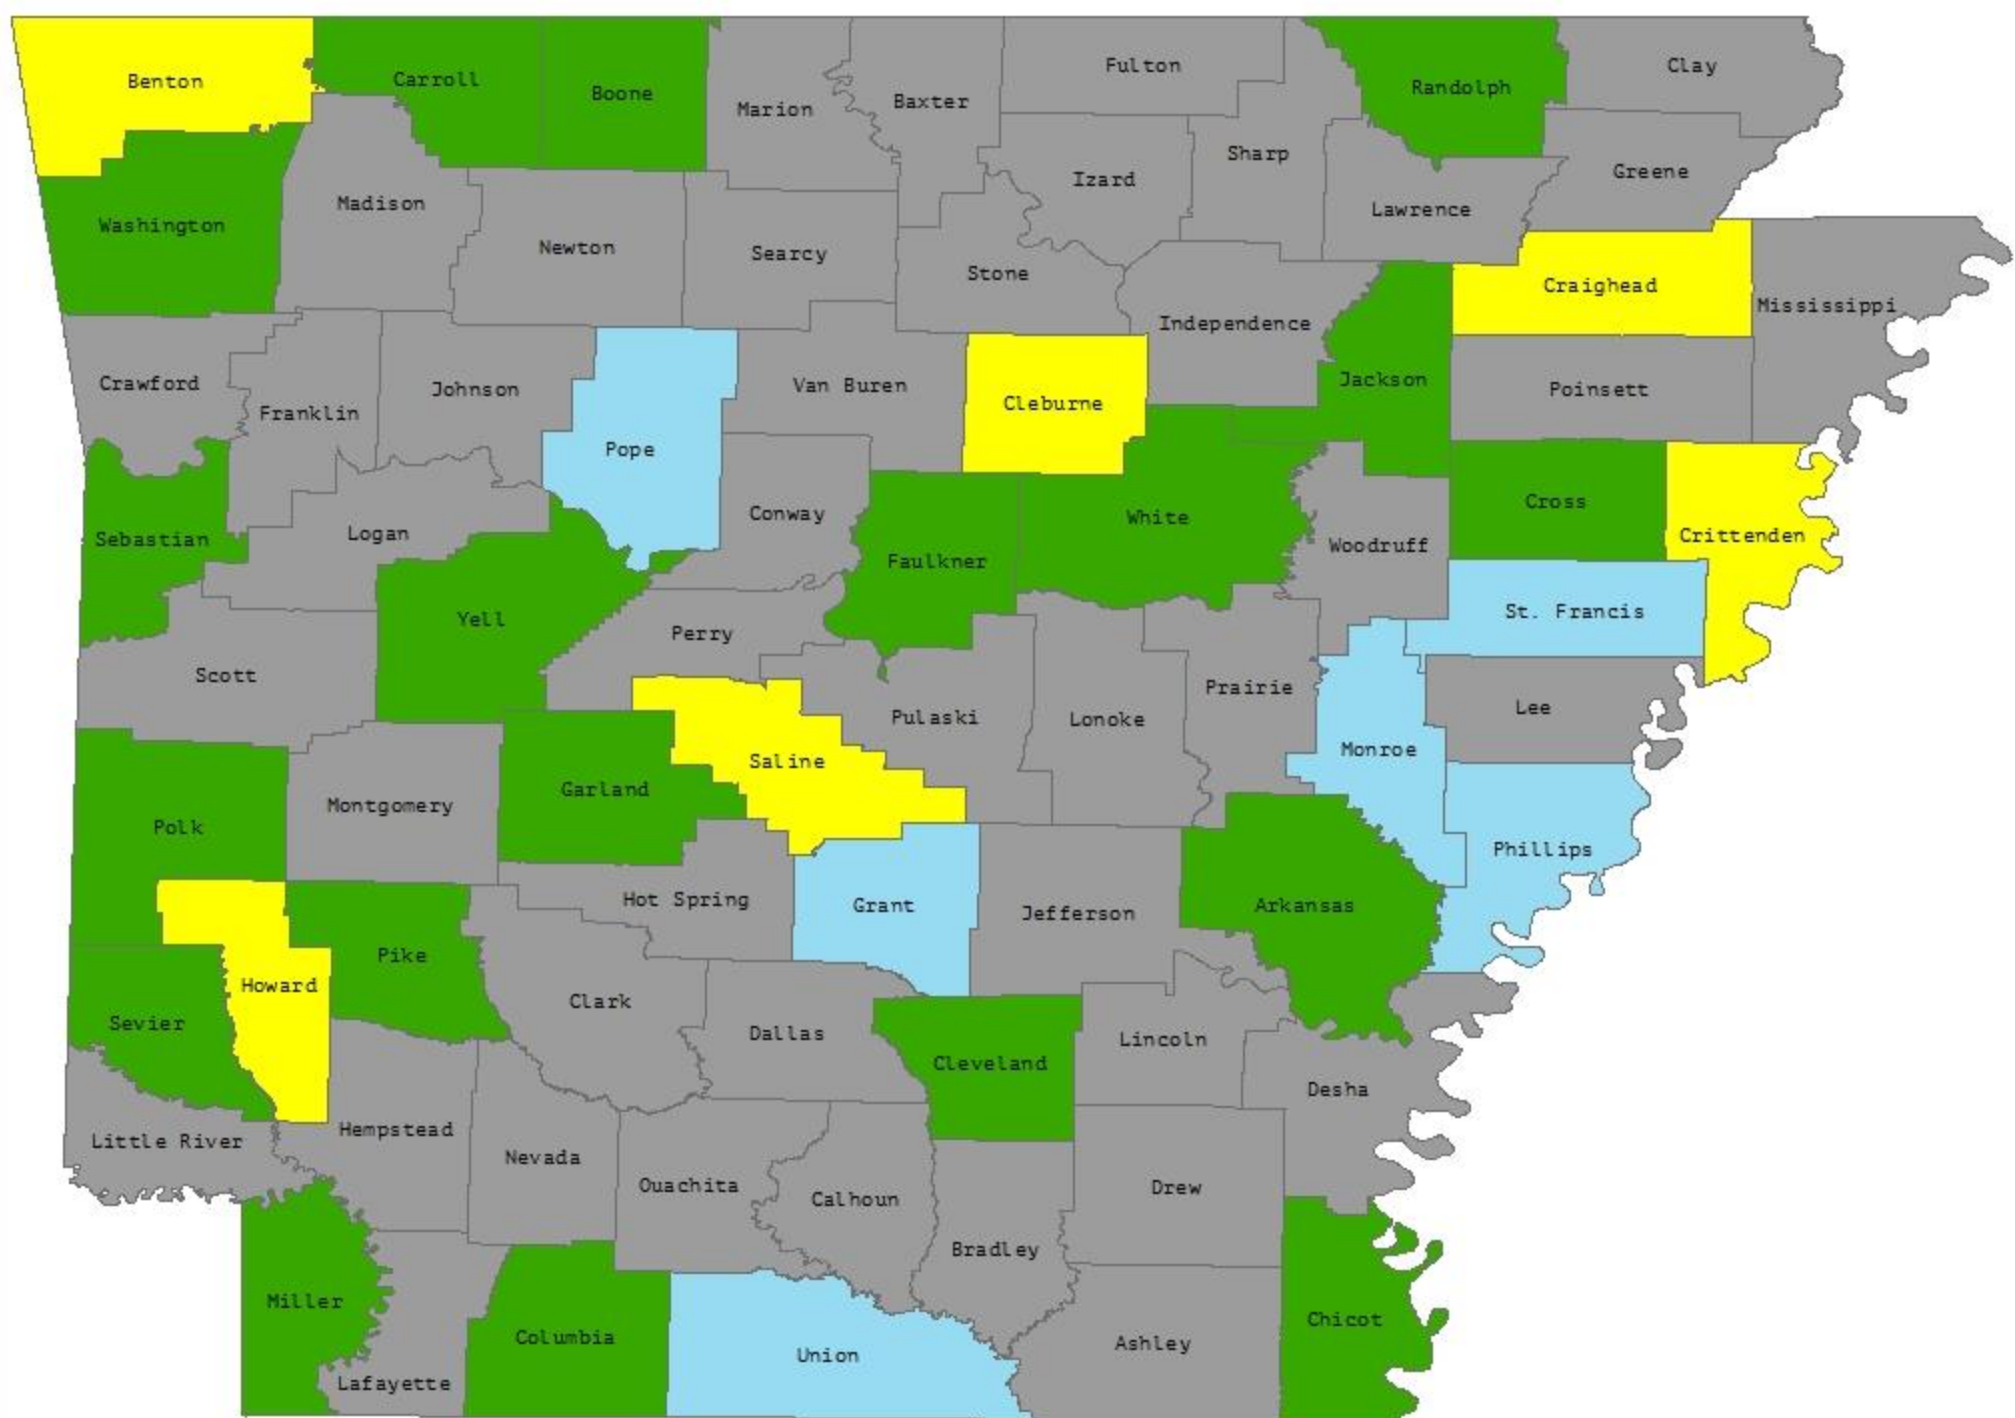 Benton
Carroll
Boone
Marion
Baxter
Fulton
Sharp
Randolph
Clay
Washington
Madison
Newton
Searcy
Stone
Izard
Lawrence
Greene
Craighead
Mississippi
Crawford
Franklin
Johnson
Pope
Van Buren
Cleburne
Independence
Jackson
Poinsett
Sebastian
Logan
Conway
Faulkner
White
Woodruff
Cross
Crittenden
Scott
Yell
Perry
St. Francis
Polk
Montgomery
Garland
Saline
Pulaski
Lonoke
Prairie
Monroe
Lee
Phillips
Sevier
Howard
Pike
Clark
Hot Spring
Grant
Jefferson
Arkansas
Little River
Hempstead
Nevada
Dallas
Cleveland
Lincoln
Desha
Ouachita
Calhoun
Bradley
Drew
Miller
Lafayette
Columbia
Union
Ashley
Chicot